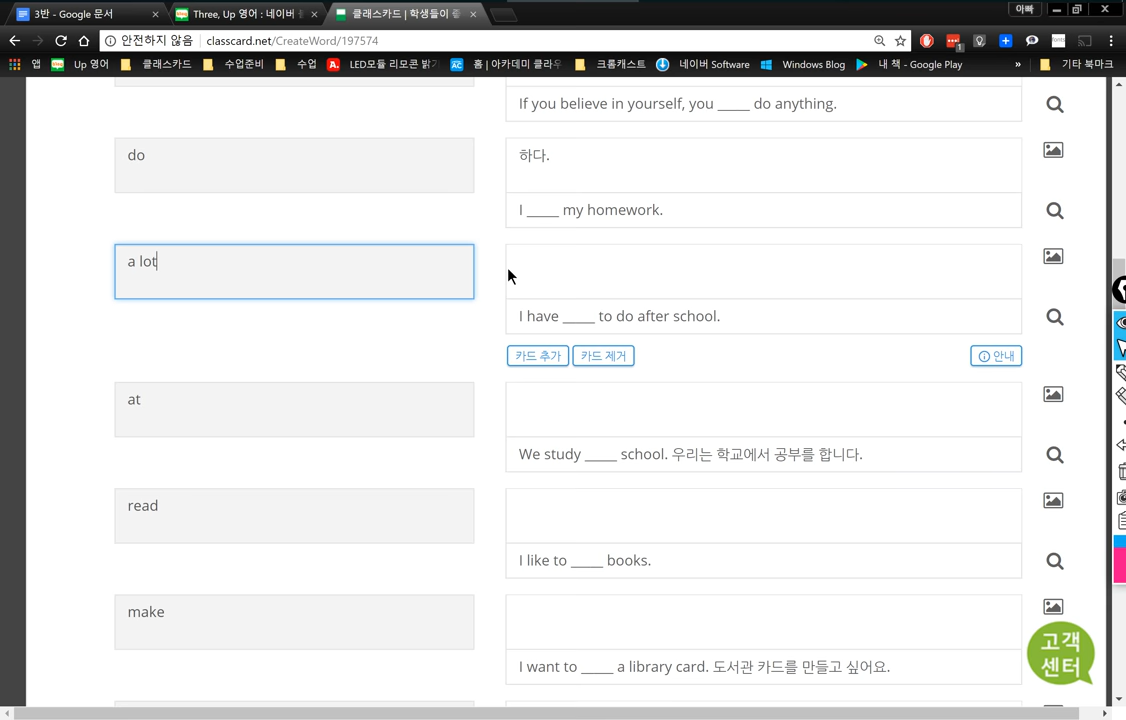 3반 - Google 문서
Three, Up 영어 : 네이버
클래스카드 | 학생들이
아빠
안전하지 않음 classcard.net/CreateWord/197574
앱 Up 영어 클래스카드 수업준비 수업 LED모듈 리모콘 밝기 홈 | 아카데미 클라우 크롬캐스트 네이버 Software Windows Blog 내 책 - Google Play » 기타 북마크
If you believe in yourself, you _____ do anything.
do
하다.
I _____ my homework.
a lot
I have _____ to do after school.
카드 추가 카드 제거 안내
at
We study _____ school. 우리는 학교에서 공부를 합니다.
read
I like to _____ books.
make
I want to _____ a library card. 도서관 카드를 만들고 싶어요.
고객
센터